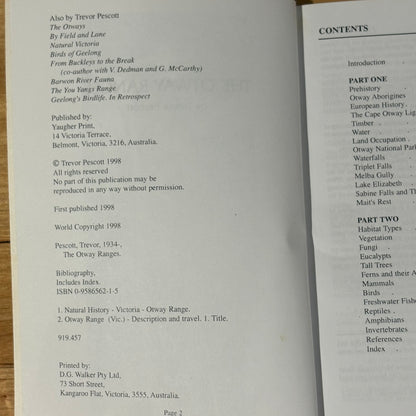 Also by Trevor Pescott
The Otways
By Field and Lane
Natural Victoria
Birds of Geelong
From Buckleys to the Break
(co-author with V. Dedman and G. McCarthy)
Barwon River Fauna
The You Yangs Range
Geelong's Birdlife. In Retrospect
Published by:
Yaugher Print,
14 Victoria Terrace,
Belmont, Victoria, 3216, Australia.
© Trevor Pescott 1998
All rights reserved
No part of this publication may be
reproduced in any way without permission.
First published 1998
World Copyright 1998
Pescott, Trevor, 1934-,
The Otway Ranges.
Bibliography,
Includes Index.
ISBN 0-9586562-1-5
1. Natural History - Victoria - Otway Range.
2. Otway Range (Vic.) - Description and travel. 1. Title.
919.457
Printed by:
D.G. Walker Pty Ltd,
73 Short Street,
Kangaroo Flat, Victoria, 3555, Australia.
Page 2
CONTENTS
Introduction .
PART ONE
Prehistory
Otway Aborigines
European History.
The Cape Otway Lig
Timber .
Water
Land Occupation .
Otway National Park
Waterfalls
Triplet Falls
Melba Gully
Lake Elizabeth
Sabine Falls and Th
Mait's Rest
PART TWO
Habitat Types
Vegetation
Fungi .
Eucalypts
Tall Trees
Ferns and their A
Mammals
Birds .
Freshwater Fishe
Reptiles .
Amphibians
Invertebrates
References
Index .